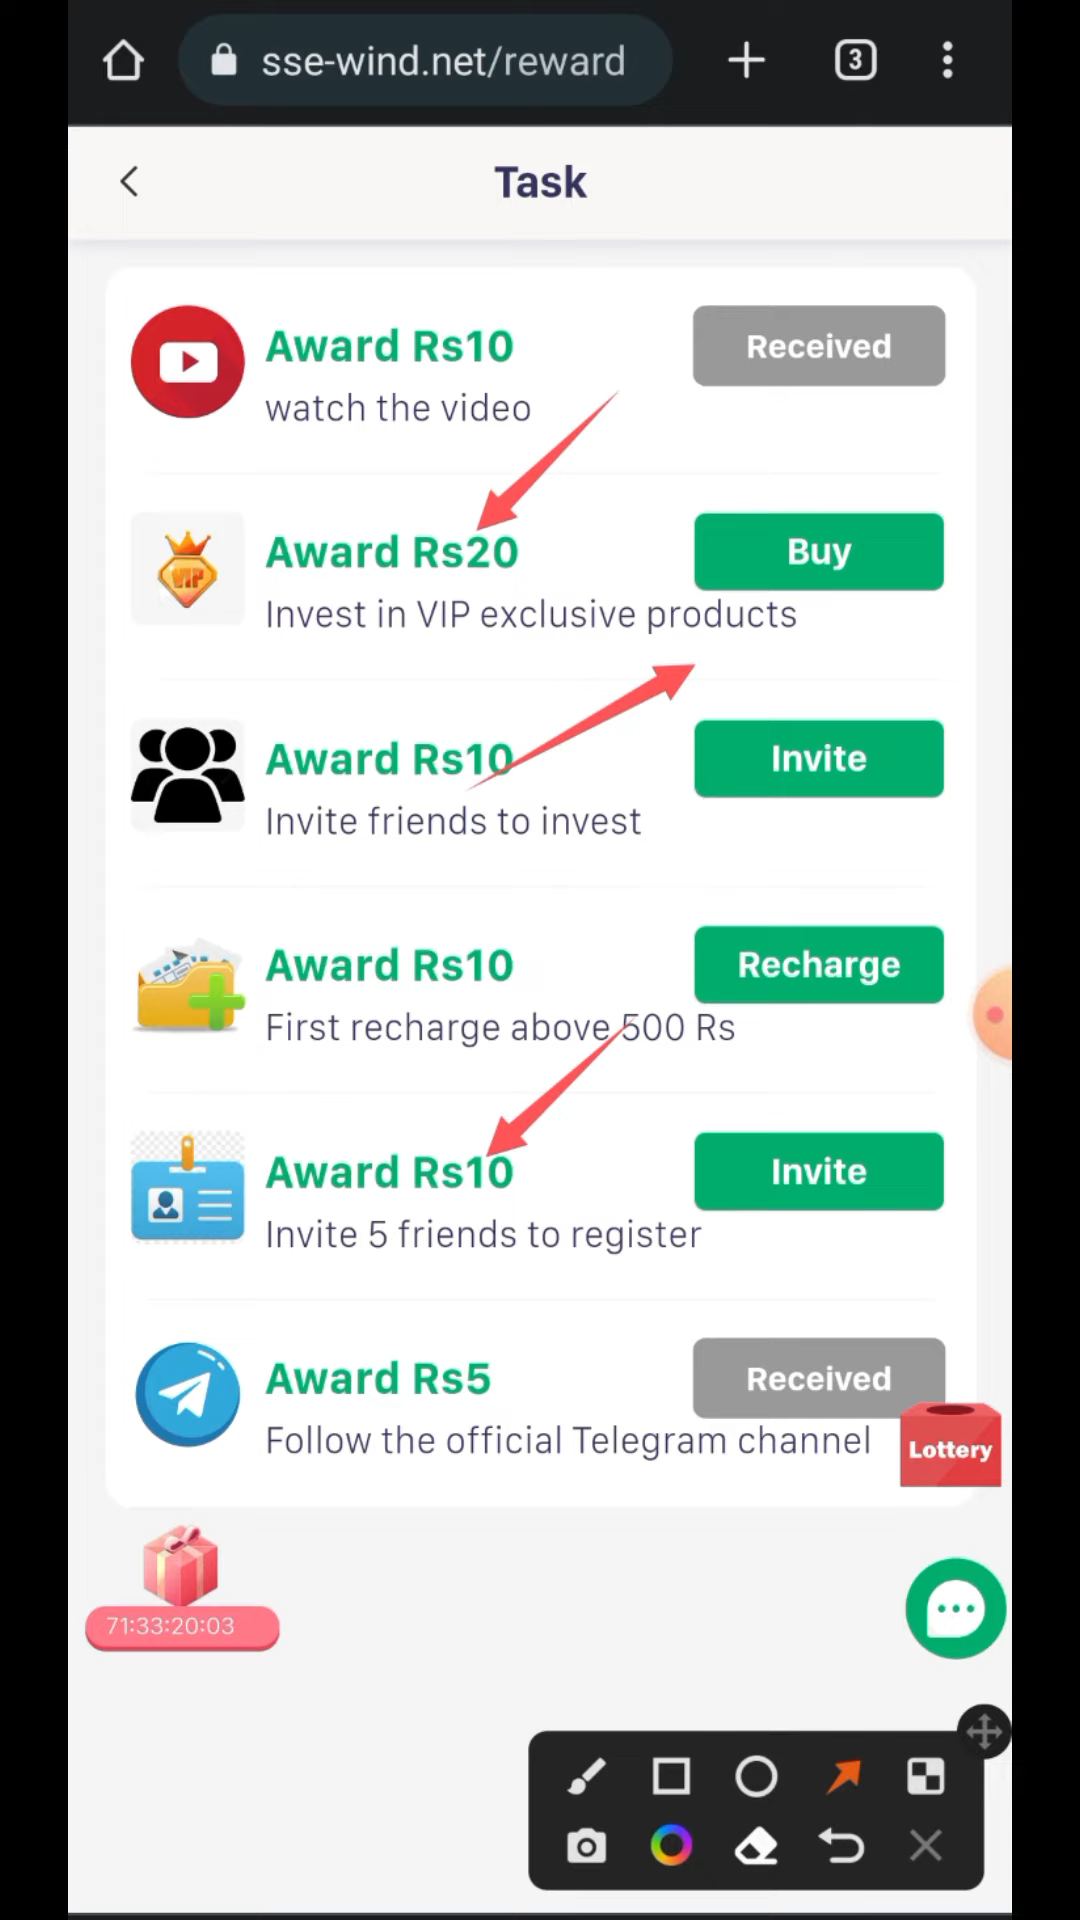 sse-wind.net/reward
3
Task
Award Rs10
Received
watch the video
Award Rs20
Buy
VIP
Invest in VIP exclusive products
Award Rs10
Invite
Invite friends to invest
Award Rs10
Recharge
First recharge above 500 Rs
Award Rs10
Invite
Invite 5 friends to register
Award Rs5
Received
Follow the official Telegram channel
Lottery
71:33:20:03